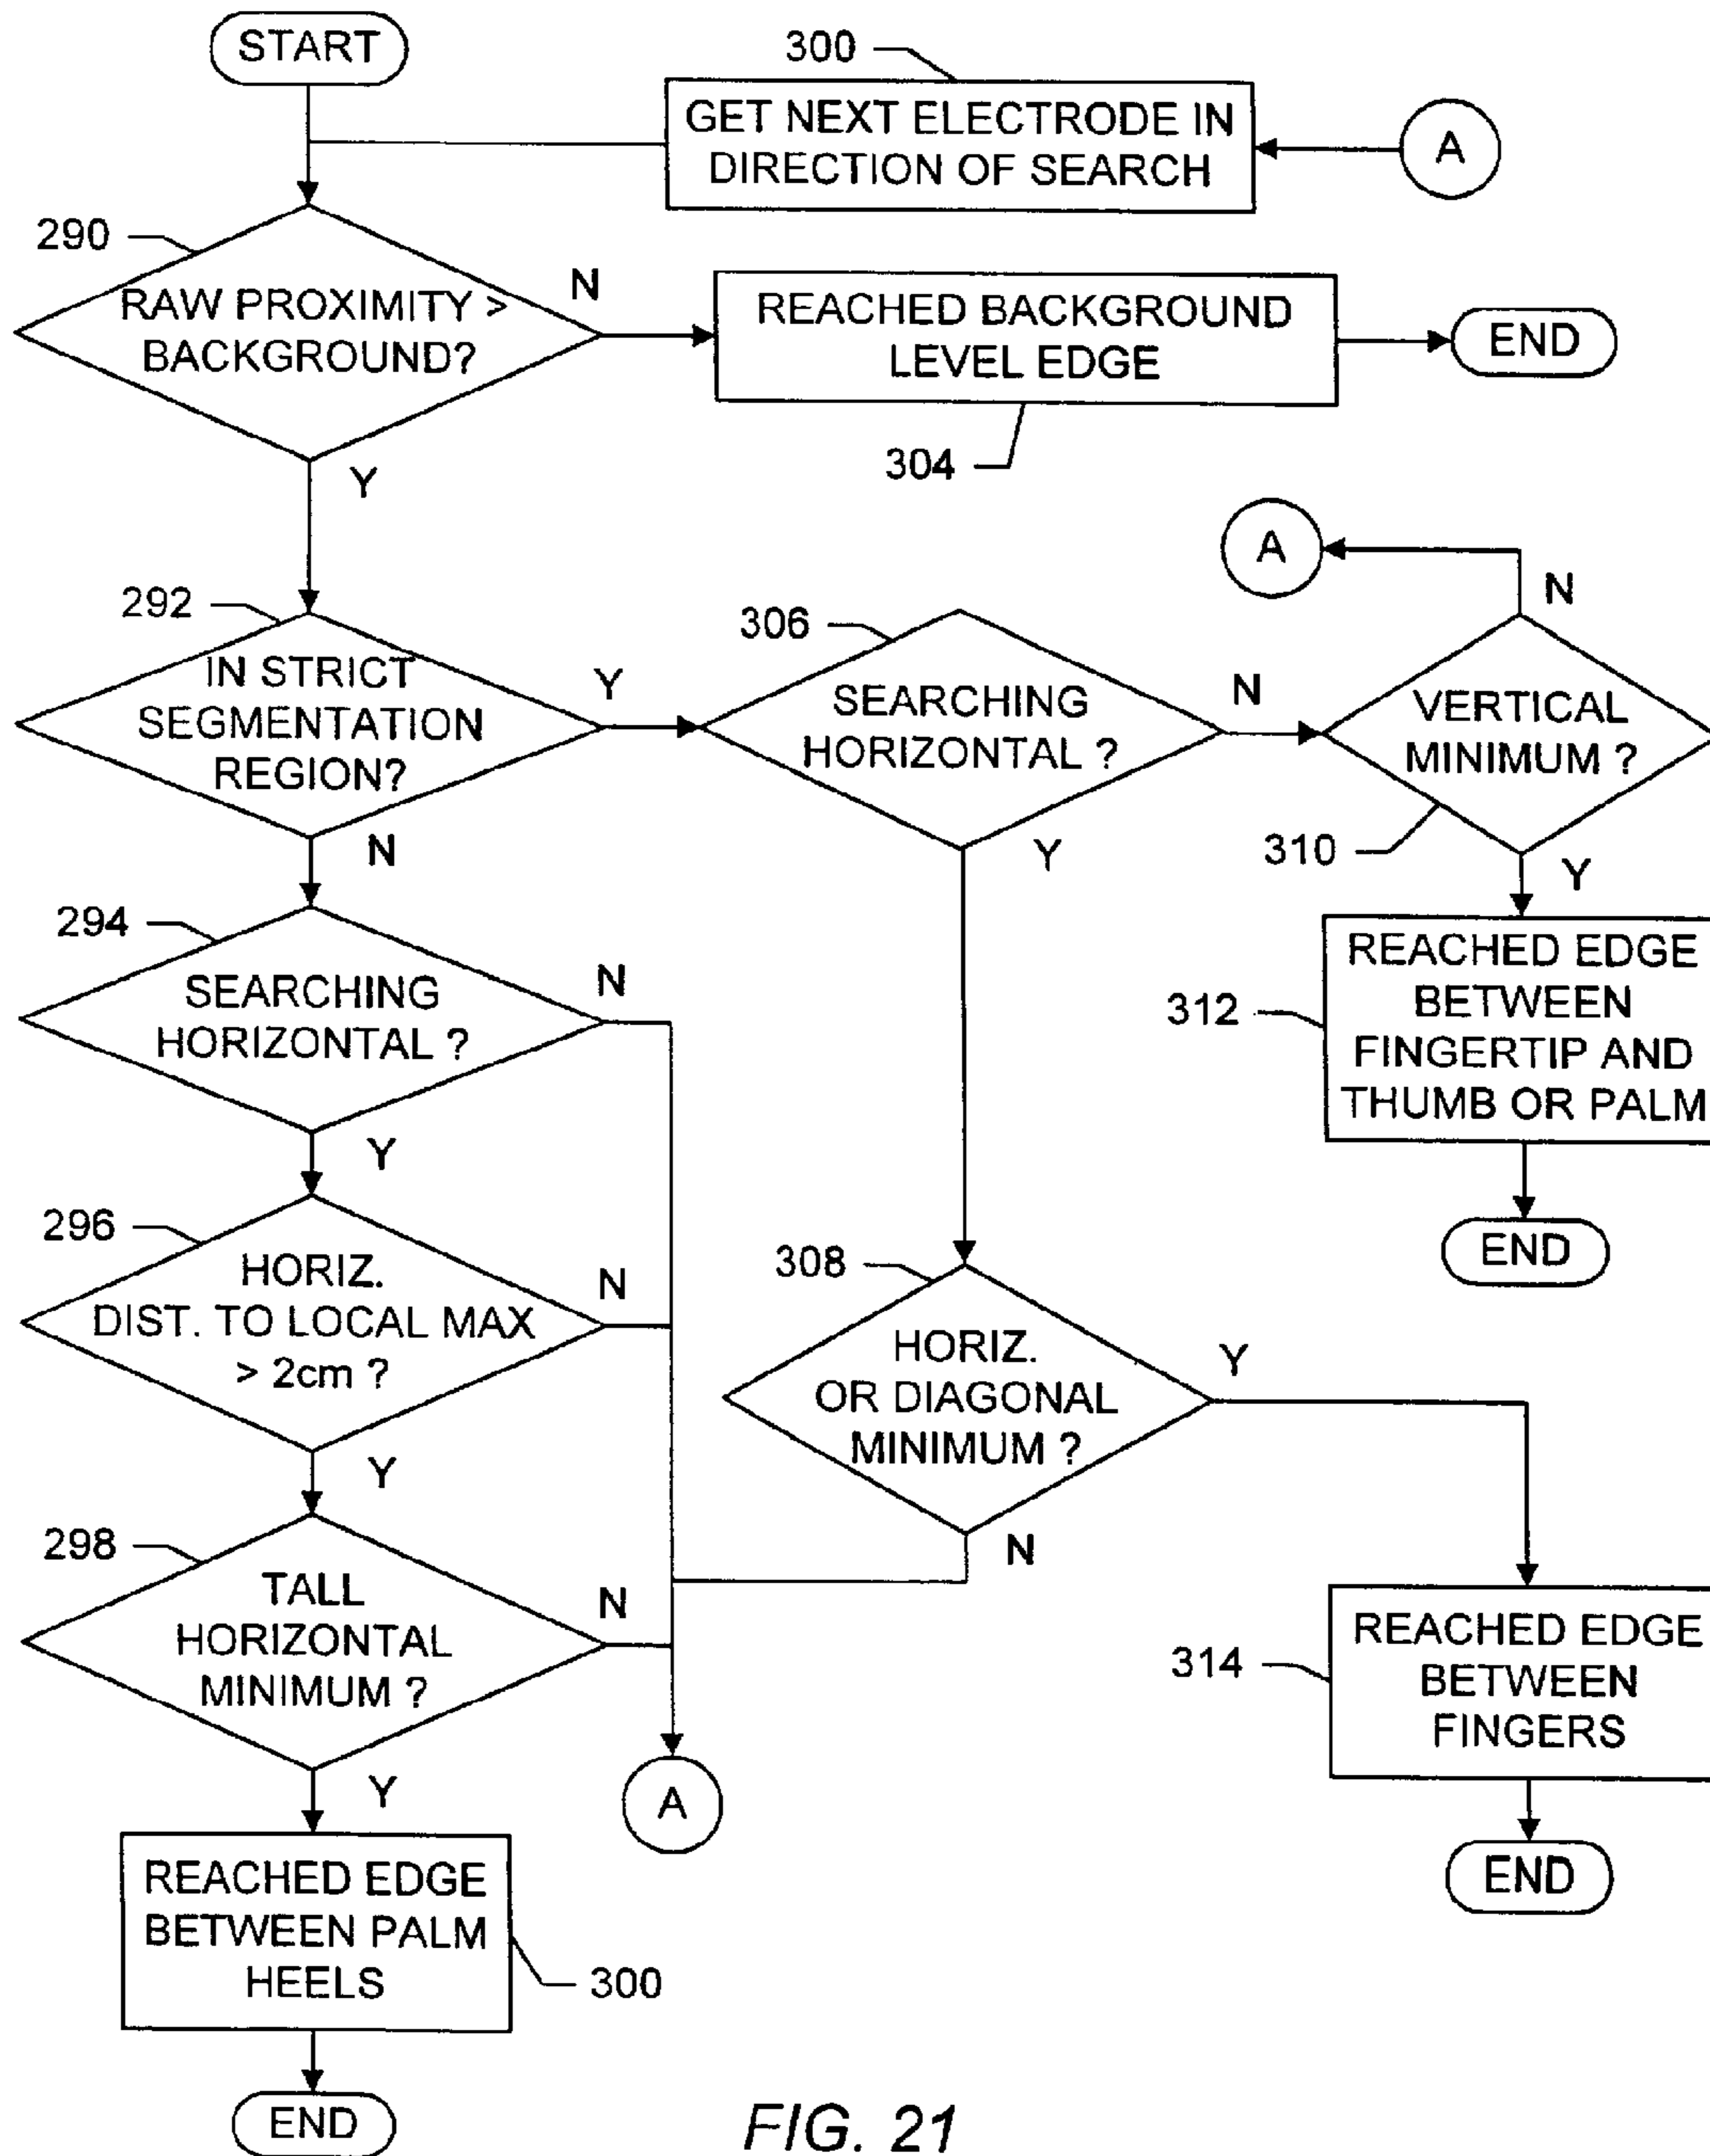 START
300
GET NEXT ELECTRODE IN
DIRECTION OF SEARCH
A
290
RAW PROXIMITY >
BACKGROUND?
N
REACHED BACKGROUND
LEVEL EDGE
END
304
Y
A
N
292
IN STRICT
SEGMENTATION
REGION?
Y
306
SEARCHING
HORIZONTAL ?
N
VERTICAL
MINIMUM ?
310
N
Y
Y
294
SEARCHING
HORIZONTAL ?
N
REACHED EDGE
BETWEEN
FINGERTIP AND
THUMB OR PALM
312
Y
END
296
HORIZ.
DIST. TO LOCAL MAX
> 2cm ?
N
308
HORIZ.
OR DIAGONAL
MINIMUM ?
Y
Y
N
298
TALL
HORIZONTAL
MINIMUM ?
N
REACHED EDGE
BETWEEN
FINGERS
314
Y
A
END
REACHED EDGE
BETWEEN PALM
HEELS
300
END
FIG. 21